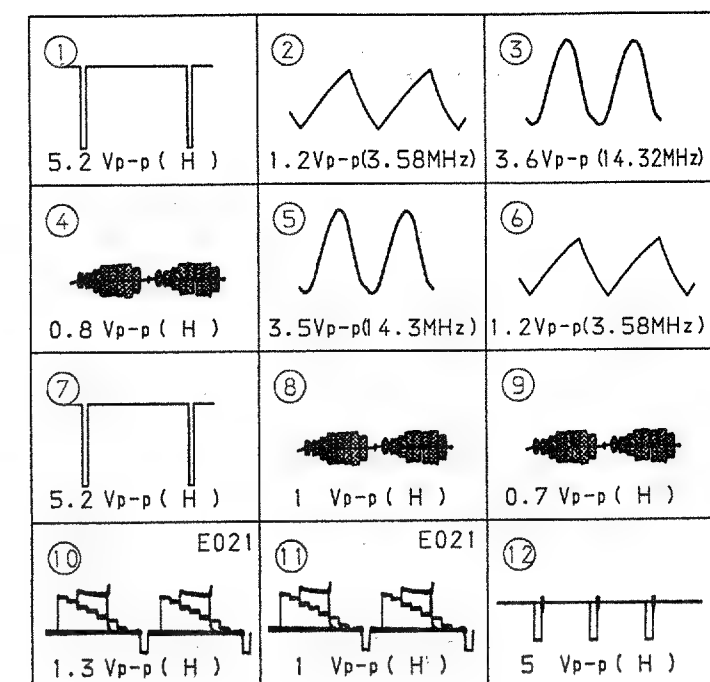 ① ② ③
5.2 Vp-p ( H ) 1.2Vp-p(3.58MHz) 3.6Vp-p (14.32MHz)
④ ⑤ ⑥
0.8 Vp-p ( H ) 3.5Vp-p(14.3MHz) 1.2Vp-p(3.58MHz)
⑦ ⑧ ⑨
5.2 Vp-p ( H ) 1 Vp-p ( H ) 0.7 Vp-p ( H )
⑩ E021 ⑪ E021 ⑫
1.3 Vp-p ( H ) 1 Vp-p ( H ) 5 Vp-p ( H )